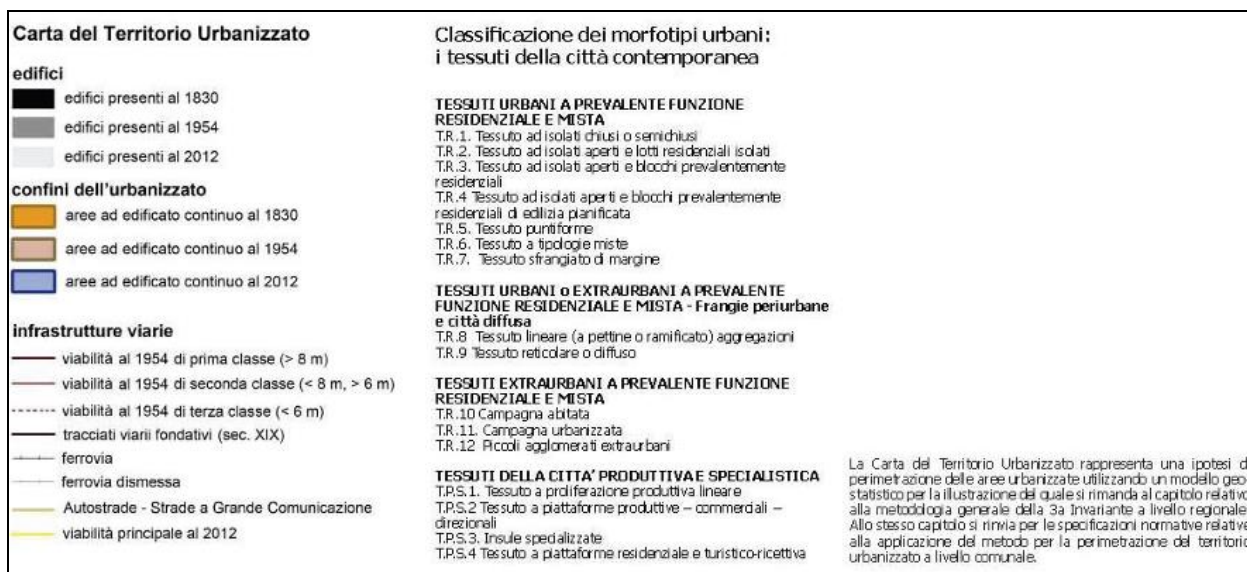 Carta del Territorio Urbanizzato
edifici
edifici presenti al 1830
edifici presenti al 1954
edifici presenti al 2012
confini dell'urbanizzato
aree ad edificato continuo al 1830
aree ad edificato continuo al 1954
aree ad edificato continuo al 2012
infrastrutture viarie
viabilità al 1954 di prima classe (> 8 m)
viabilità al 1954 di seconda classe (< 8 m, > 6 m)
viabilità al 1954 di terza classe (< 6 m)
tracciati viarii fondativi (sec. XIX)
ferrovia
ferrovia dismessa
Autostrade - Strade a Grande Comunicazione
viabilità principale al 2012
Classificazione dei morfotipi urbani:
i tessuti della città contemporanea
TESSUTI URBANI A PREVALENTE FUNZIONE
RESIDENZIALE E MISTA
T.R.1. Tessuto ad isolati chiusi o semichiusi
T.R.2. Tessuto ad isolati aperti e lotti residenziali isolati
T.R.3. Tessuto ad isolati aperti e blocchi prevalentemente
residenziali
T.R.4 Tessuto ad isolati aperti e blocchi prevalentemente
residenziali di edilizia pianificata
T.R.5. Tessuto puntiforme
T.R.6. Tessuto a tipologie miste
T.R.7. Tessuto sfrangiato di margine
TESSUTI URBANI o EXTRAURBANI A PREVALENTE
FUNZIONE RESIDENZIALE E MISTA - Frangie periurbane
e città diffusa
T.R.8 Tessuto lineare (a pettine o ramificato) aggregazioni
T.R.9 Tessuto reticolare o diffuso
TESSUTI EXTRAURBANI A PREVALENTE FUNZIONE
RESIDENZIALE E MISTA
T.R.10 Campagna abitata
T.R.11. Campagna urbanizzata
T.R.12 Piccoli agglomerati extraurbani
TESSUTI DELLA CITTA' PRODUTTIVA E SPECIALISTICA
T.P.S.1. Tessuto a proliferazione produttiva lineare
T.P.S.2 Tessuto a piattaforme produttive – commerciali –
direzionali
T.P.S.3. Insule specializzate
T.P.S.4 Tessuto a piattaforme residenziale e turistico-ricettiva
La Carta del Territorio Urbanizzato rappresenta una ipotesi d
perimetrazione delle aree urbanizzate utilizzando un modello geo-
statistico per la illustrazione del quale si rimanda al capitolo relativo
alla metodologia generale della 3a Invariante a livello regionale.
Allo stesso capitolo si rinvia per le specificazioni normative relative
alla applicazione del metodo per la perimetrazione del territorio
urbanizzato a livello comunale.